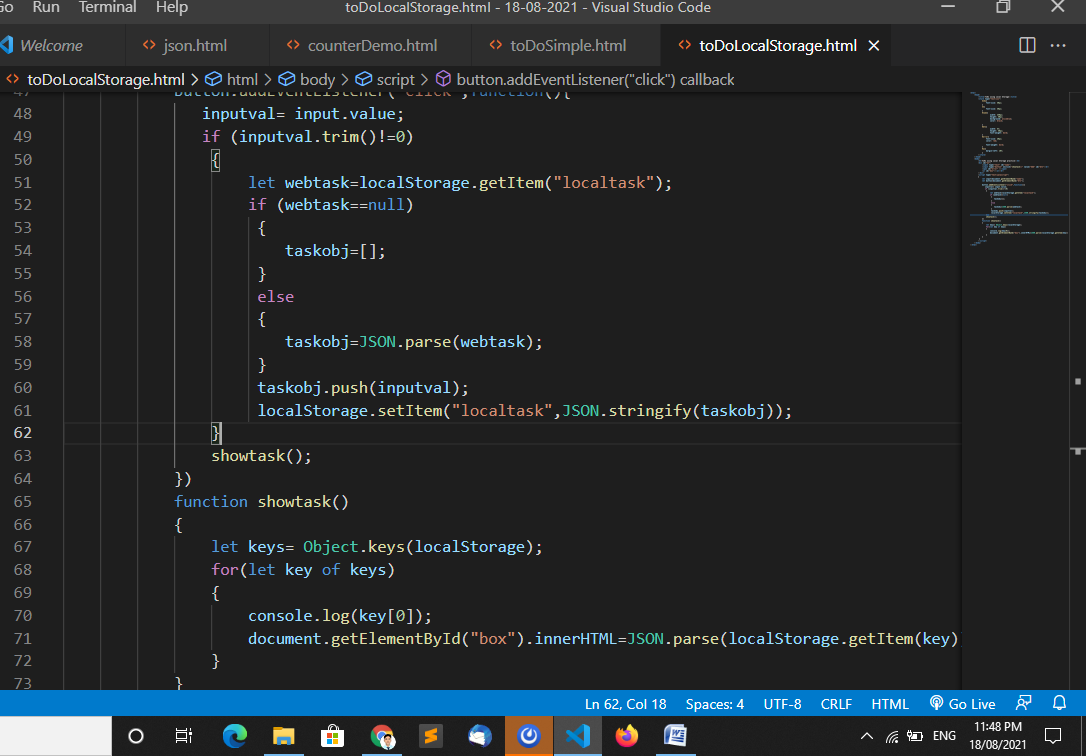 Go Run Terminal Help toDoLocalStorage.html - 18-08-2021 - Visual Studio Code
Welcome json.html counterDemo.html toDoSimple.html toDoLocalStorage.html
toDoLocalStorage.html > html > body > script > button.addEventListener("click") callback
47 button.addEventListener( "click",function(){
48 inputval= input.value;
49 if (inputval.trim()!=0)
50 {
51 let webtask=localStorage.getItem("localtask");
52 if (webtask==null)
53 {
54 taskobj=[];
55 }
56 else
57 {
58 taskobj=JSON.parse(webtask);
59 }
60 taskobj.push(inputval);
61 localStorage.setItem("localtask",JSON.stringify(taskobj));
62 }
63 showtask();
64 })
65 function showtask()
66 {
67 let keys= Object.keys(localStorage);
68 for(let key of keys)
69 {
70 console.log(key[0]);
71 document.getElementById("box").innerHTML=JSON.parse(localStorage.getItem(key)
72 }
73 }
Ln 62, Col 18 Spaces: 4 UTF-8 CRLF HTML Go Live
ENG 11:48 PM
18/08/2021